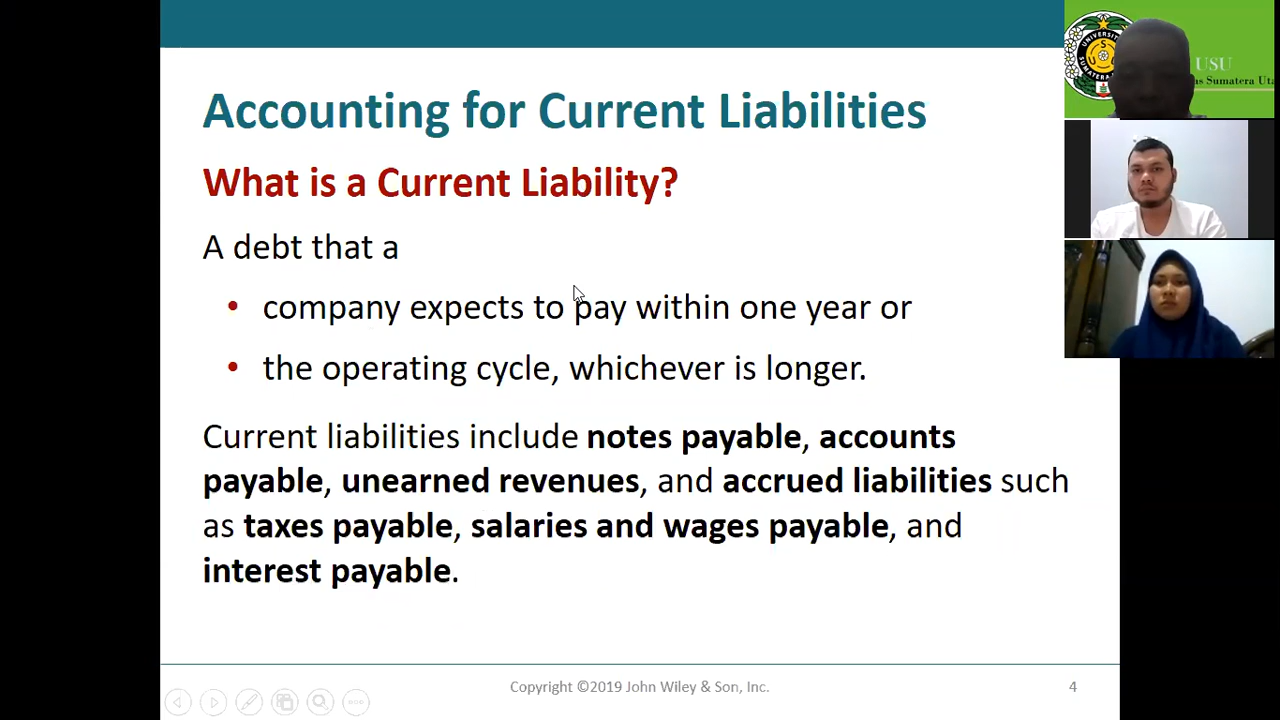 Accounting for Current Liabilities
What is a Current Liability?
A debt that a
• company expects to pay within one year or
• the operating cycle, whichever is longer.
Current liabilities include notes payable, accounts
payable, unearned revenues, and accrued liabilities such
as taxes payable, salaries and wages payable, and
interest payable.
Copyright ©2019 John Wiley & Son, Inc.
4
USU
Sumatera Uta